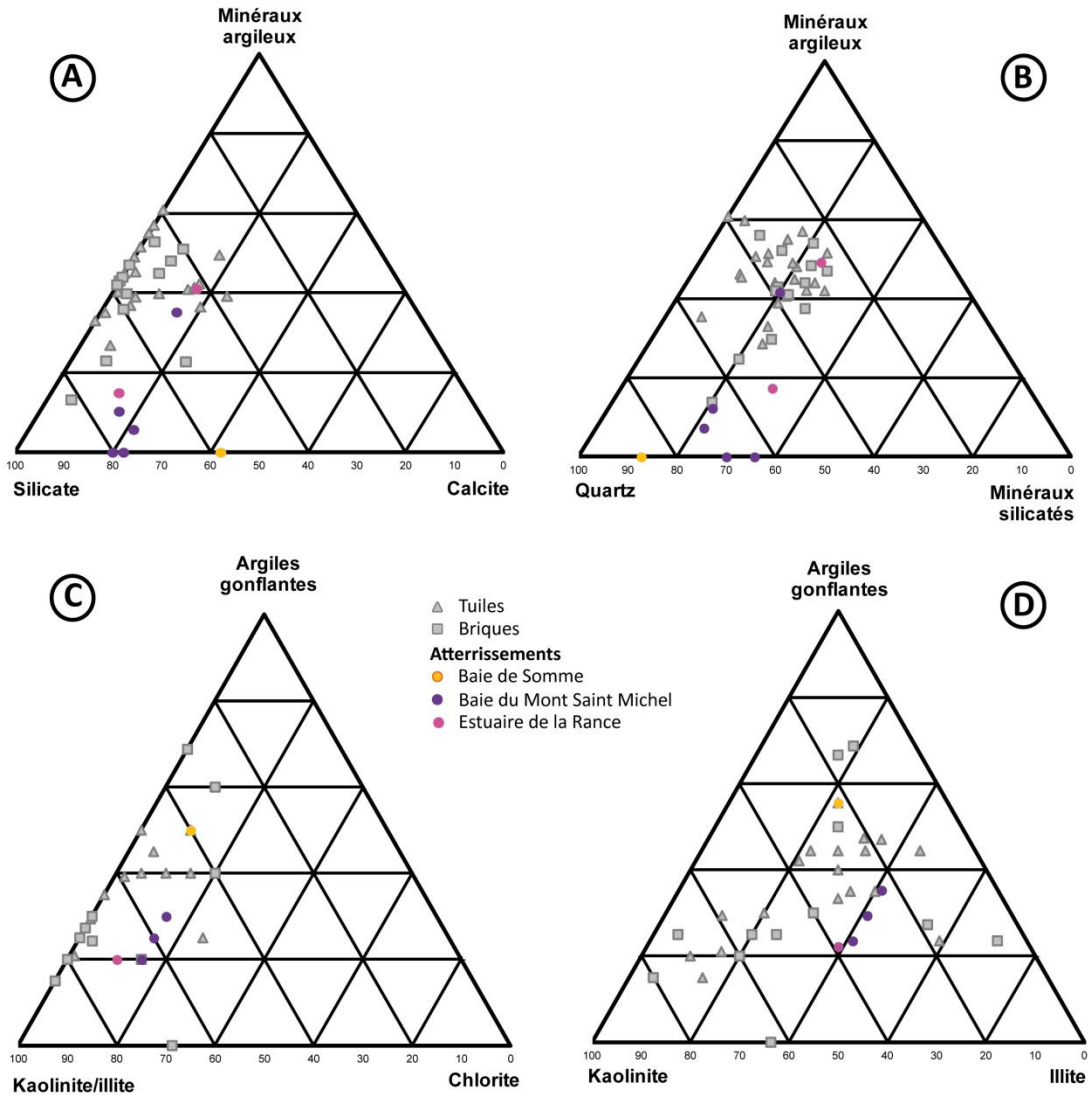 Minéraux
argileux
A
100 90 80 70 60 50 40 30 20 10 0
Silicate
Calcite
Minéraux
argileux
B
100 90 80 70 60 50 40 30 20 10 0
Quartz
Minéraux
silicatés
Argiles
gonflantes
C
100 90 80 70 60 50 40 30 20 10 0
Kaolinite/illite
Chlorite
Tuiles
Briques
Atterrissements
Baie de Somme
Baie du Mont Saint Michel
Estuaire de la Rance
Argiles
gonflantes
D
100 90 80 70 60 50 40 30 20 10 0
Kaolinite
Illite